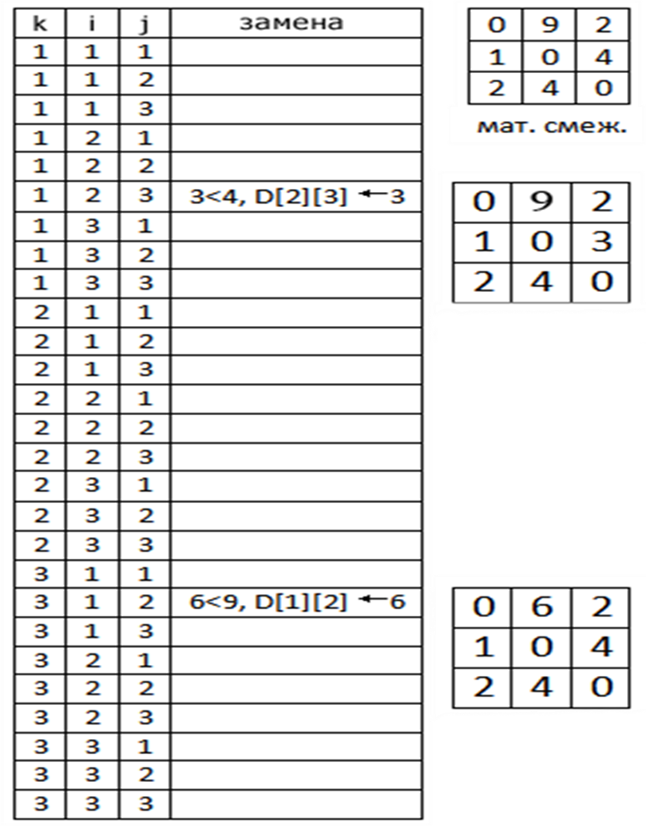 k i j замена
1 1 1
1 1 2
1 1 3
1 2 1
1 2 2
1 2 3 3<4, D[2][3] ←3
1 3 1
1 3 2
1 3 3
2 1 1
2 1 2
2 1 3
2 2 1
2 2 2
2 2 3
2 3 1
2 3 2
2 3 3
3 1 1
3 1 2 6<9, D[1][2] ←6
3 1 3
3 2 1
3 2 2
3 2 3
3 3 1
3 3 2
3 3 3
0 9 2
1 0 4
2 4 0
мат. смеж.
0 9 2
1 0 3
2 4 0
0 6 2
1 0 4
2 4 0